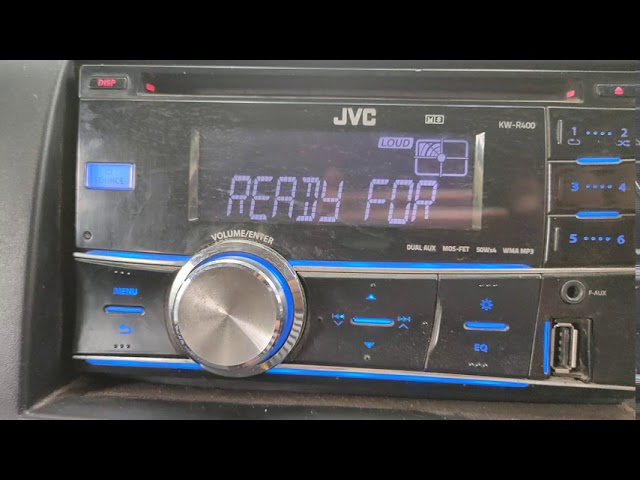 DISP
JVC
KW-R400
LOUD
READY FOR
1 2
3 4
5 6
VOLUME/ENTER
DUAL AUX MOS-FET 50Wx4 WMA MP3
MENU
F-AUX
EQ